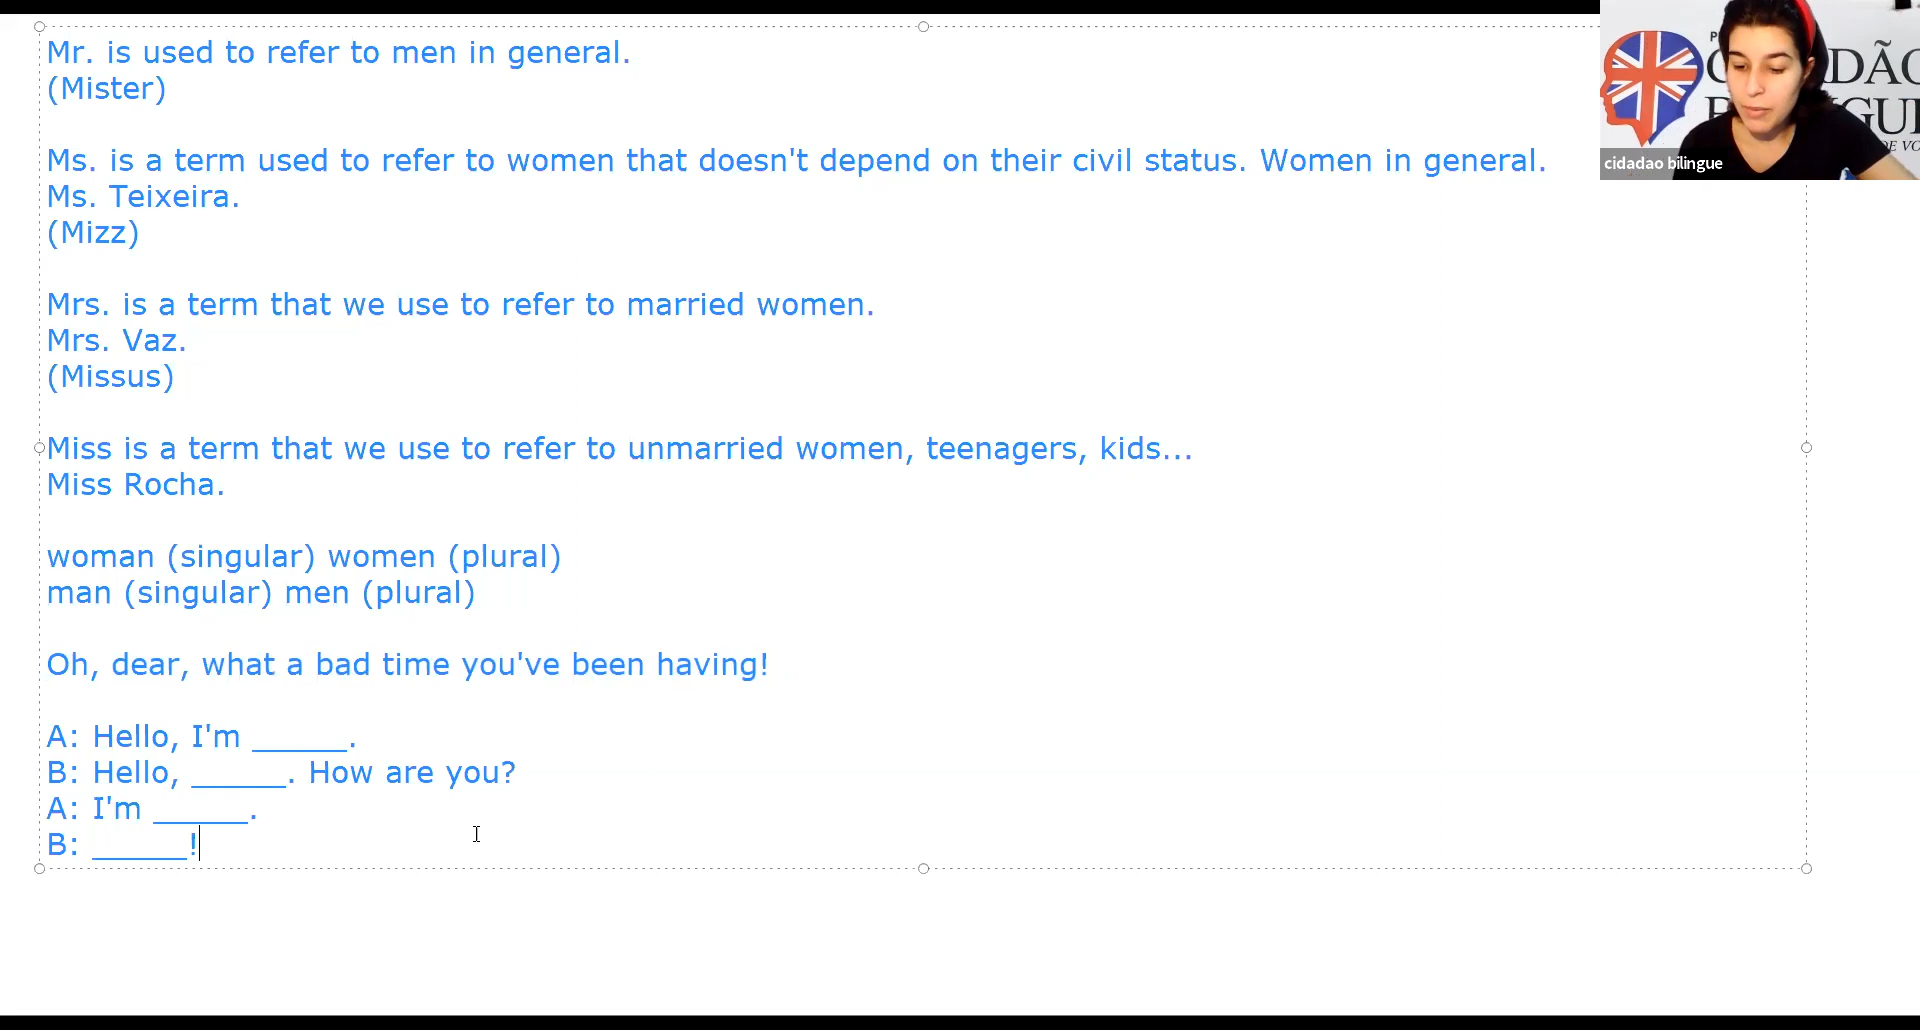 Mr. is used to refer to men in general.
(Mister)
Ms. is a term used to refer to women that doesn't depend on their civil status. Women in general.
Ms. Teixeira.
(Mizz)
Mrs. is a term that we use to refer to married women.
Mrs. Vaz.
(Missus)
Miss is a term that we use to refer to unmarried women, teenagers, kids...
Miss Rocha.
woman (singular) women (plural)
man (singular) men (plural)
Oh, dear, what a bad time you've been having!
A: Hello, I'm ______.
B: Hello, ______. How are you?
A: I'm ______.
B: ______!
cidadao bilingue